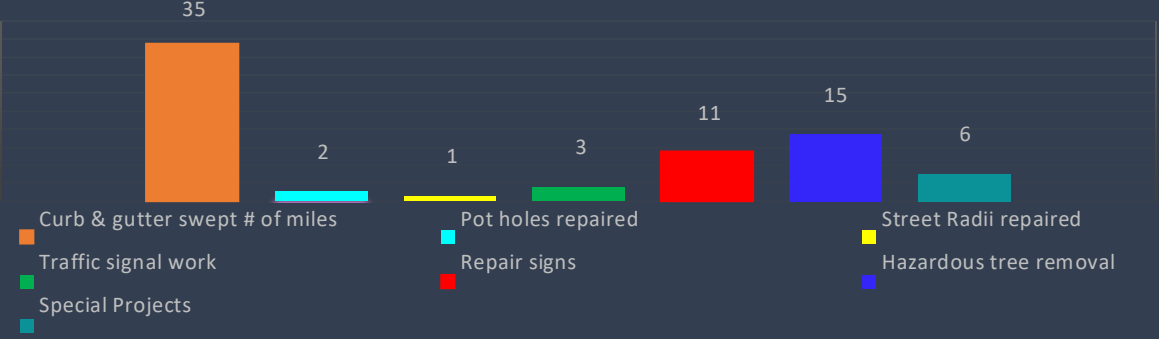 35
2
1
3
11
15
6
Curb & gutter swept # of miles
Pot holes repaired
Street Radii repaired
Traffic signal work
Repair signs
Hazardous tree removal
Special Projects